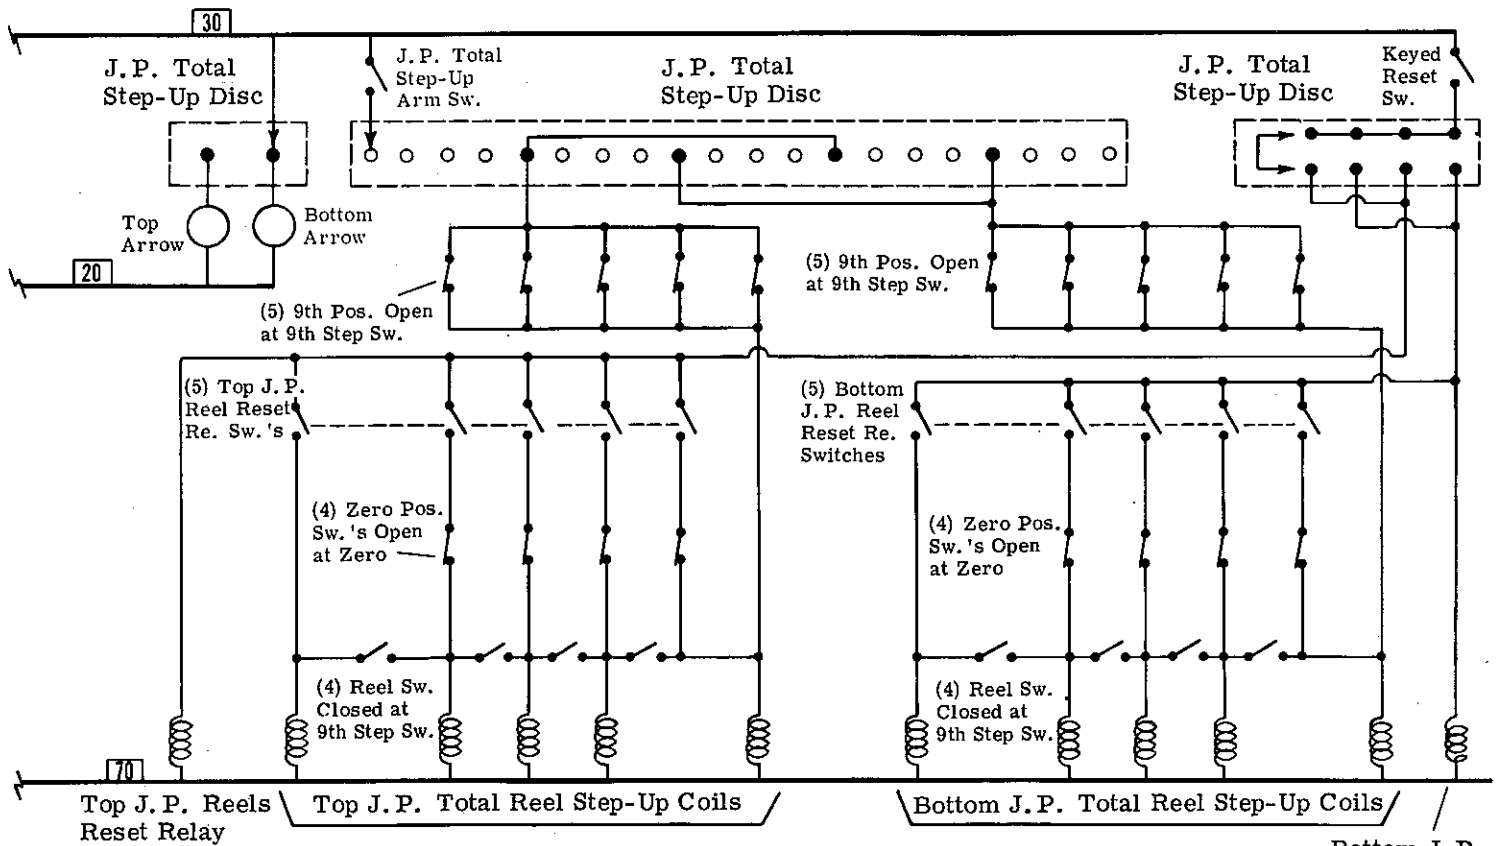 30
J.P. Total
Step-Up Disc
J.P. Total
Step-Up
Arm Sw.
J.P. Total
Step-Up Disc
J.P. Total
Step-Up Disc
Keyed
Reset
Sw.
Top
Arrow
Bottom
Arrow
20
(5) 9th Pos. Open
at 9th Step Sw.
(5) 9th Pos. Open
at 9th Step Sw.
(5) Top J.P.
Reel Reset
Re. Sw.'s
(5) Bottom
J.P. Reel
Reset Re.
Switches
(4) Zero Pos.
Sw.'s Open
at Zero
(4) Zero Pos.
Sw.'s Open
at Zero
(4) Reel Sw.
Closed at
9th Step Sw.
(4) Reel Sw.
Closed at
9th Step Sw.
70
Top J.P. Reels
Reset Relay
Top J.P. Total Reel Step-Up Coils
Bottom J.P. Total Reel Step-Up Coils
Bottom J.P.